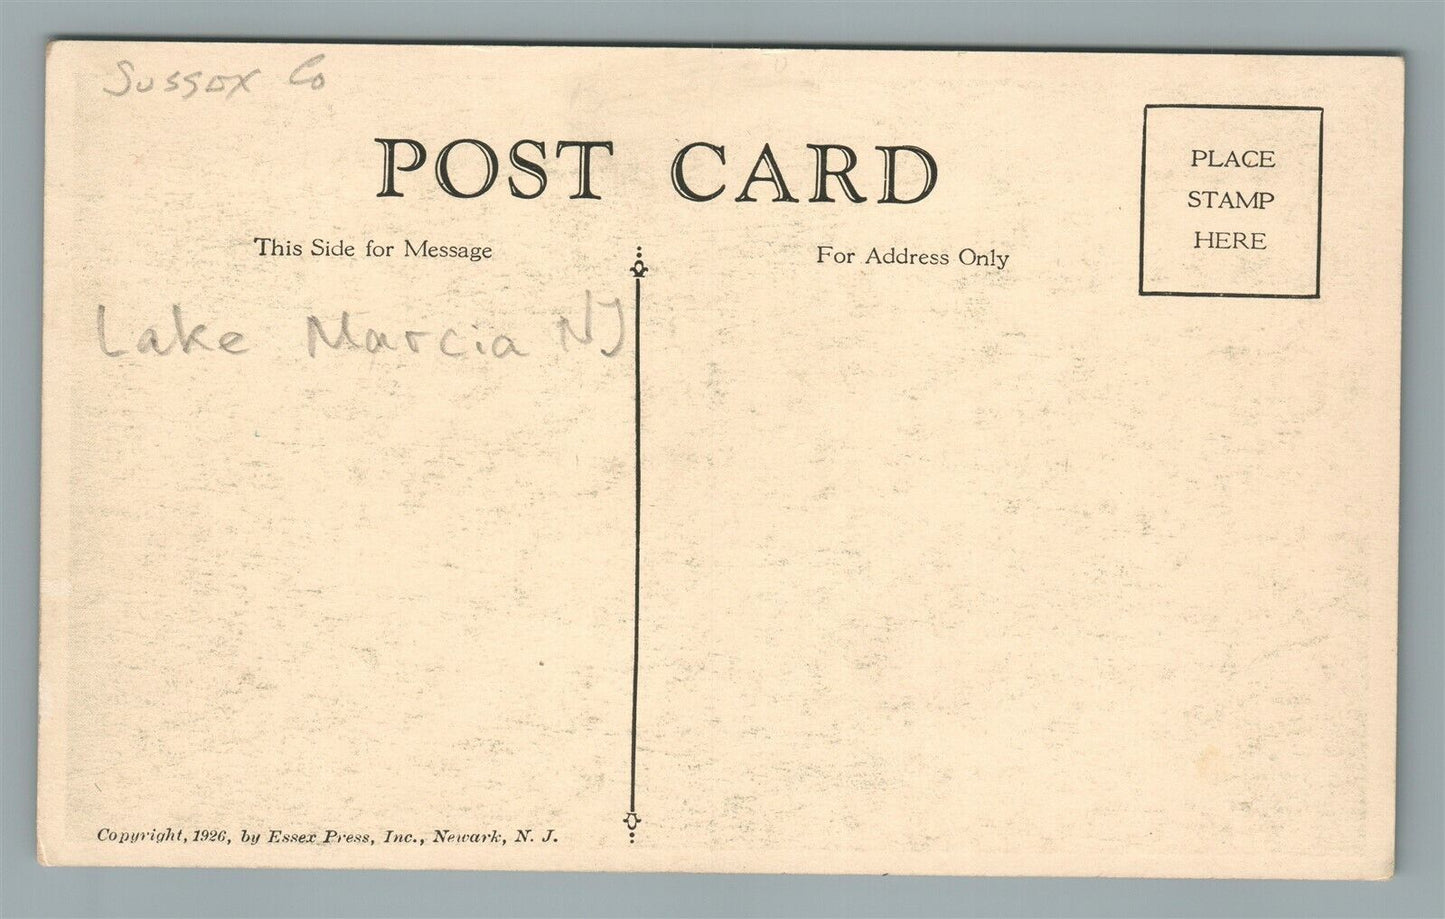 Sussex Co
POST CARD
PLACE
STAMP
HERE
This Side for Message
For Address Only
Lake Marcia NJ
Copyright, 1926, by Essex Press, Inc., Newark, N. J.